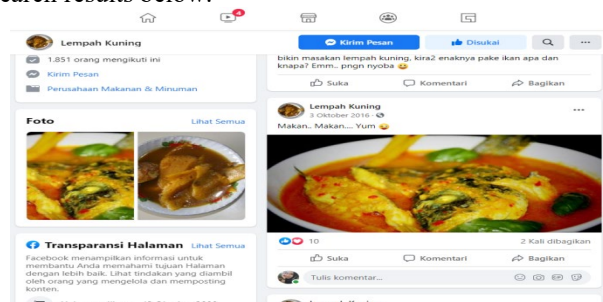 search results below.
4
Lempah Kuning
Kirim Pesan
Disukai
1.851 orang mengikuti ini
Kirim Pesan
Perusahaan Makanan & Minuman
Foto
Lihat Semua
Transparansi Halaman Lihat Semua
Facebook menampilkan informasi untuk
membantu Anda memahami tujuan Halaman
dengan lebih baik. Lihat tindakan yang diambil
oleh orang yang mengelola dan memposting
konten.
bikin masakan lempah kuning, kira2 enaknya pake ikan apa dan
knapa? Emm.. pngn nyoba 😋
Suka Komentari Bagikan
Lempah Kuning
3 Oktober 2016
Makan.. Makan.... Yum 😋
10 2 Kali dibagikan
Suka Komentari Bagikan
Tulis komentar...